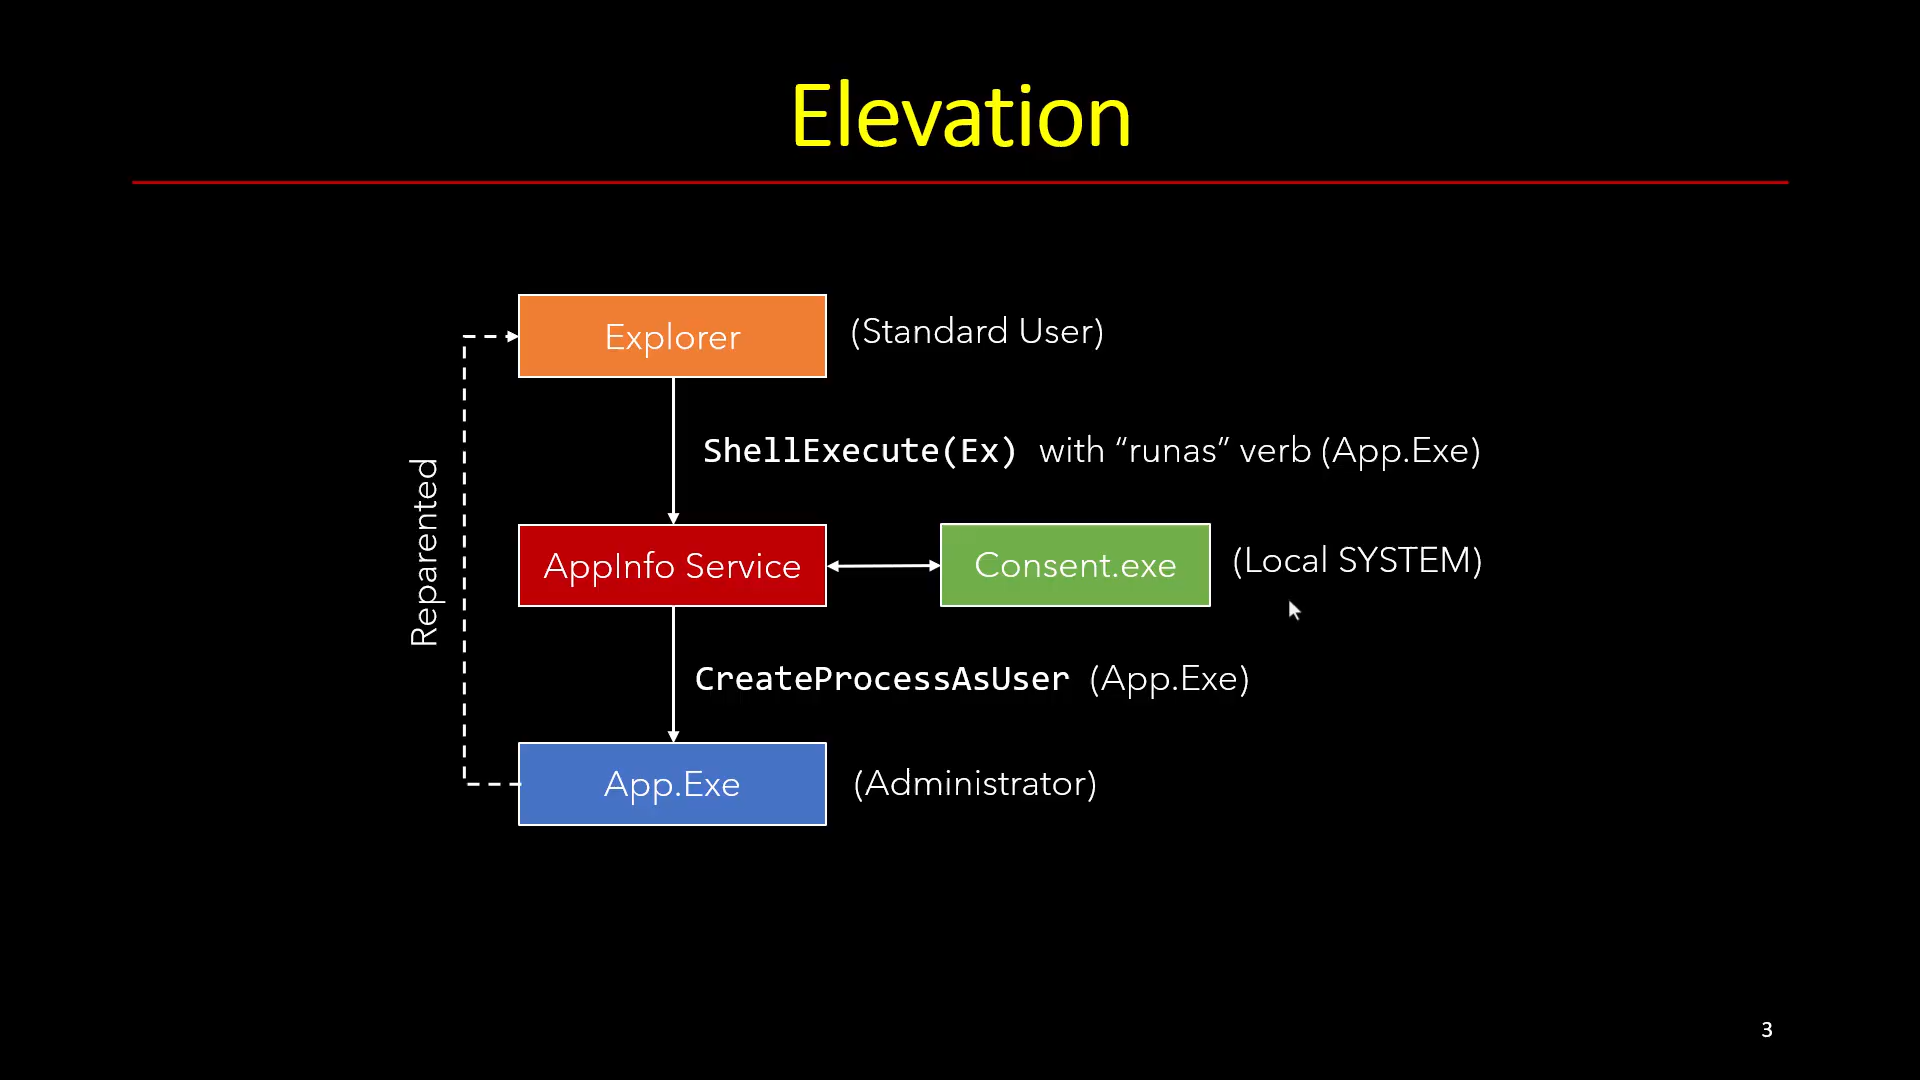 Elevation
Explorer
(Standard User)
ShellExecute(Ex) with “runas” verb (App.Exe)
Reparented
AppInfo Service
Consent.exe
(Local SYSTEM)
CreateProcessAsUser (App.Exe)
App.Exe
(Administrator)
3